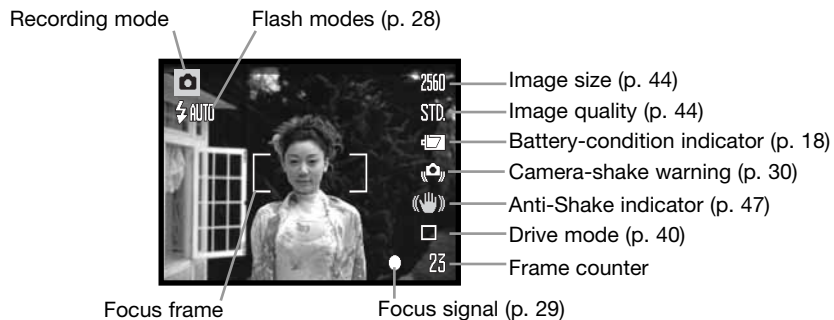 Recording mode
Flash modes (p. 28)
2560
Image size (p. 44)
AUTO
STD.
Image quality (p. 44)
Battery-condition indicator (p. 18)
Camera-shake warning (p. 30)
Anti-Shake indicator (p. 47)
Drive mode (p. 40)
23
Frame counter
Focus frame
Focus signal (p. 29)